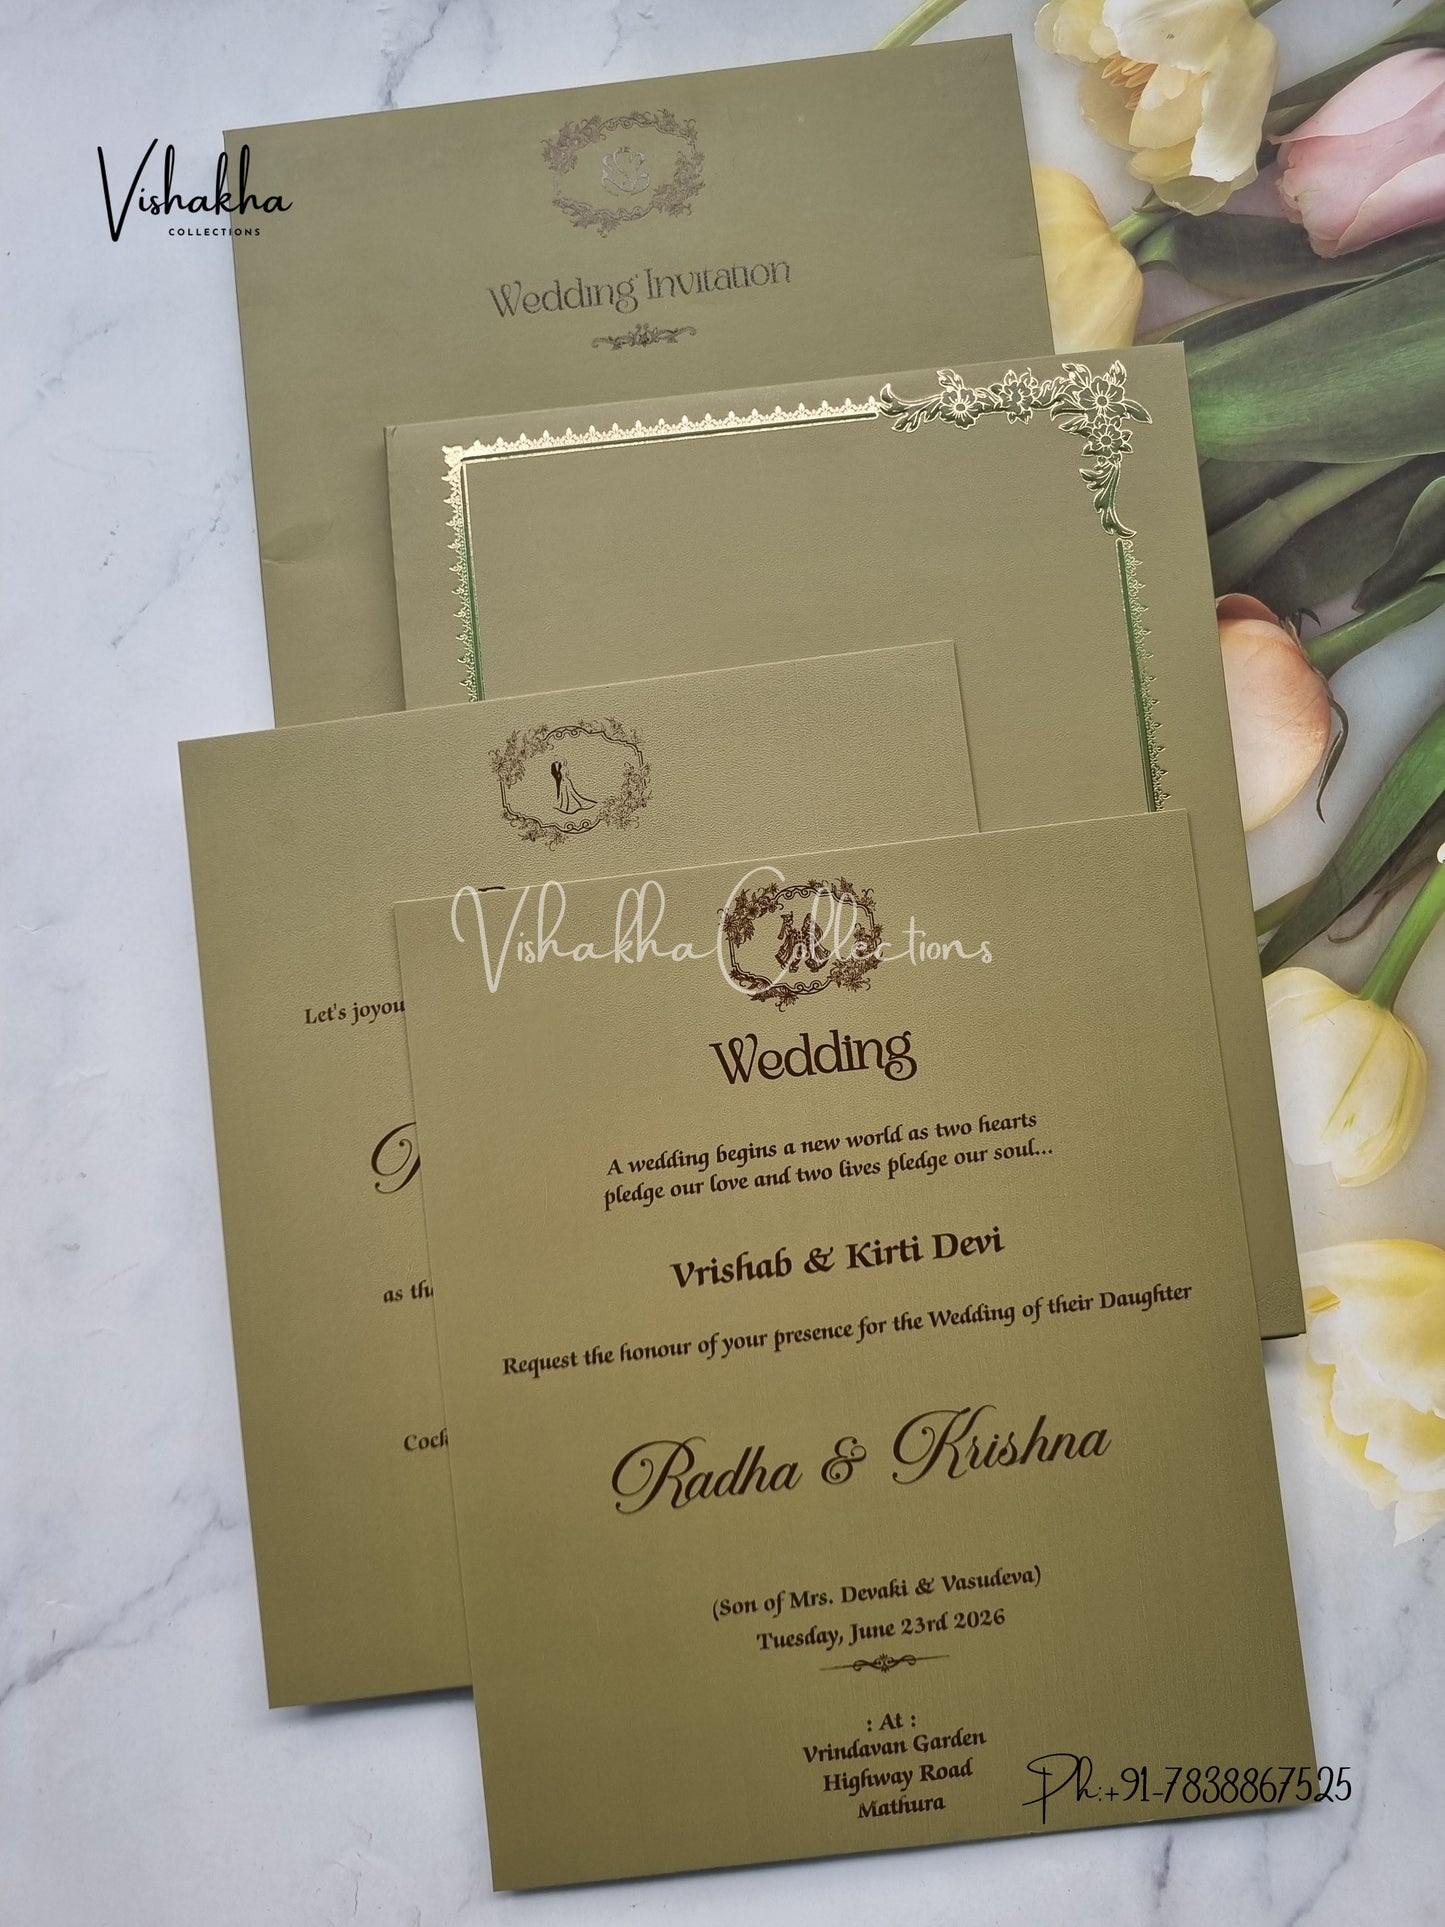 Vishakha
COLLECTIONS
Wedding Invitation
Let's
as
Vishakha Collections
Wedding
A wedding begins a new world as two hearts
pledge our love and two lives pledge our soul...
Vrishab & Kirti Devi
Request the honour of your presence for the Wedding of their Daughter
Radha & Krishna
(Son of Mrs. Devaki & Vasudeva)
Tuesday, June 23rd 2026
: At :
Vrindavan Garden
Highway Road
Mathura
Ph:+91-7838867525